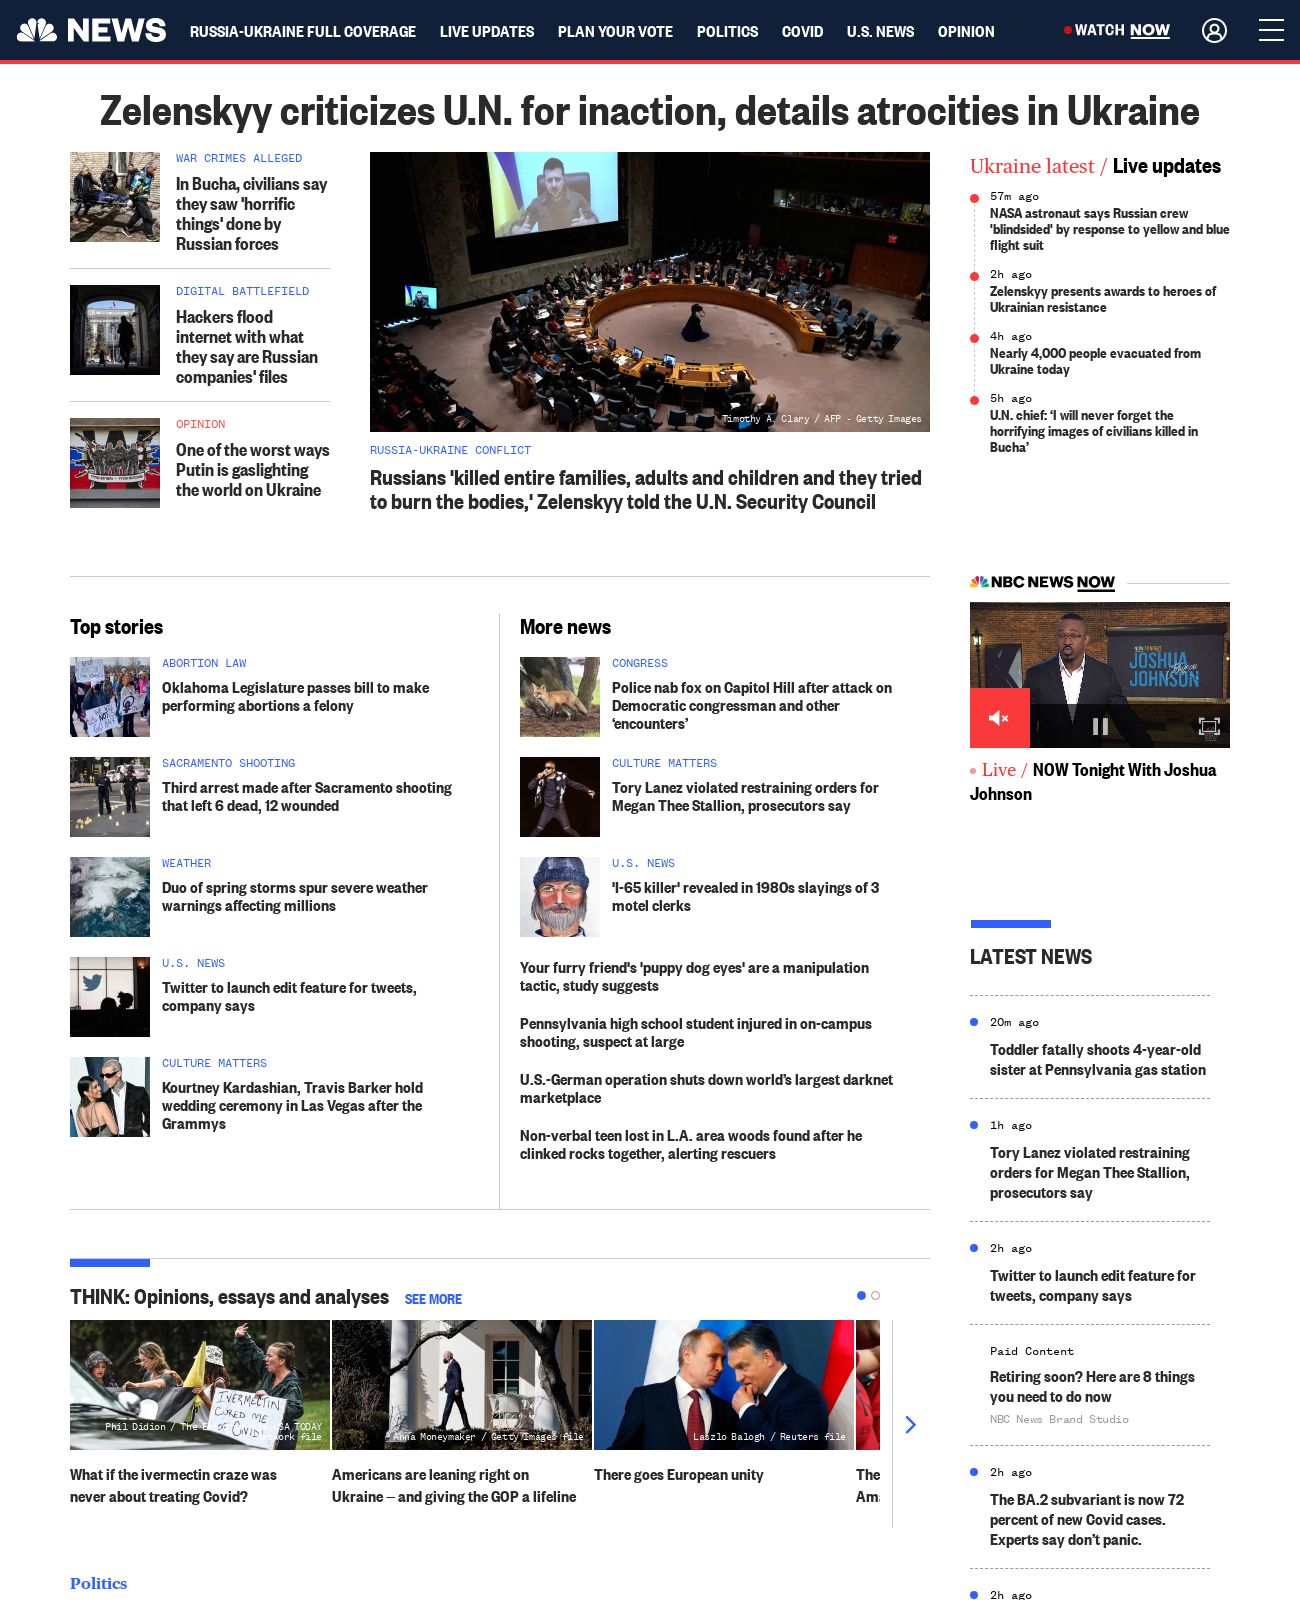 NEWS
RUSSIA-UKRAINE FULL COVERAGE
LIVE UPDATES
PLAN YOUR VOTE
POLITICS
COVID
U.S. NEWS
OPINION
WATCH NOW
Zelenskyy criticizes U.N. for inaction, details atrocities in Ukraine
WAR CRIMES ALLEGED
In Bucha, civilians say
they saw 'horrific
things' done by
Russian forces
DIGITAL BATTLEFIELD
Hackers flood
internet with what
they say are Russian
companies' files
OPINION
One of the worst ways
Putin is gaslighting
the world on Ukraine
Timothy A. Clary / AFP - Getty Images
RUSSIA-UKRAINE CONFLICT
Russians 'killed entire families, adults and children and they tried
to burn the bodies,' Zelenskyy told the U.N. Security Council
Ukraine latest / Live updates
57m ago
NASA astronaut says Russian crew
'blindsided' by response to yellow and blue
flight suit
2h ago
Zelenskyy presents awards to heroes of
Ukrainian resistance
4h ago
Nearly 4,000 people evacuated from
Ukraine today
5h ago
U.N. chief: ‘I will never forget the
horrifying images of civilians killed in
Bucha’
NBC NEWS NOW
JOSHUA
JOHNSON
Live / NOW Tonight With Joshua
Johnson
Top stories
ABORTION LAW
Oklahoma Legislature passes bill to make
performing abortions a felony
SACRAMENTO SHOOTING
Third arrest made after Sacramento shooting
that left 6 dead, 12 wounded
WEATHER
Duo of spring storms spur severe weather
warnings affecting millions
U.S. NEWS
Twitter to launch edit feature for tweets,
company says
CULTURE MATTERS
Kourtney Kardashian, Travis Barker hold
wedding ceremony in Las Vegas after the
Grammys
More news
CONGRESS
Police nab fox on Capitol Hill after attack on
Democratic congressman and other
‘encounters’
CULTURE MATTERS
Tory Lanez violated restraining orders for
Megan Thee Stallion, prosecutors say
U.S. NEWS
'I-65 killer' revealed in 1980s slayings of 3
motel clerks
Your furry friend's 'puppy dog eyes' are a manipulation
tactic, study suggests
Pennsylvania high school student injured in on-campus
shooting, suspect at large
U.S.-German operation shuts down world’s largest darknet
marketplace
Non-verbal teen lost in L.A. area woods found after he
clinked rocks together, alerting rescuers
LATEST NEWS
20m ago
Toddler fatally shoots 4-year-old
sister at Pennsylvania gas station
1h ago
Tory Lanez violated restraining
orders for Megan Thee Stallion,
prosecutors say
2h ago
Twitter to launch edit feature for
tweets, company says
Paid Content
Retiring soon? Here are 8 things
you need to do now
NBC News Brand Studio
2h ago
The BA.2 subvariant is now 72
percent of new Covid cases.
Experts say don’t panic.
2h ago
THINK: Opinions, essays and analyses
SEE MORE
IVERMECTIN
CURED ME
OF COVID!
Phil Didion / The USA TODAY
file
Anna Moneymaker / Getty Images file
Laszlo Balogh / Reuters file
What if the ivermectin craze was
never about treating Covid?
Americans are leaning right on
Ukraine — and giving the GOP a lifeline
There goes European unity
The
Politics